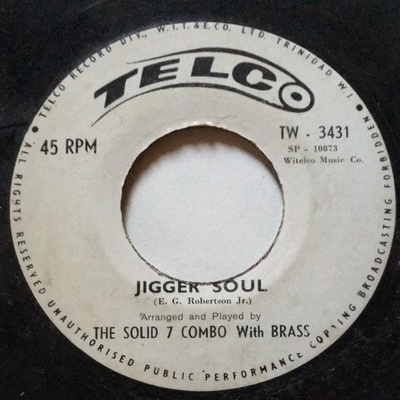 • TELCO RECORD DIV., W.I.I.& E.C. LTD. TRINIDAD W.I. •
TELCO
45 RPM
TW - 3431
SP - 10873
Witelco Music Co.
JIGGER SOUL
(E. G. Robertson Jr.)
Arranged and Played by
THE SOLID 7 COMBO With BRASS
ALL RIGHTS RESERVED UNAUTHORISED PUBLIC PERFORMANCE COPYING BROADCASTING FORBIDDEN